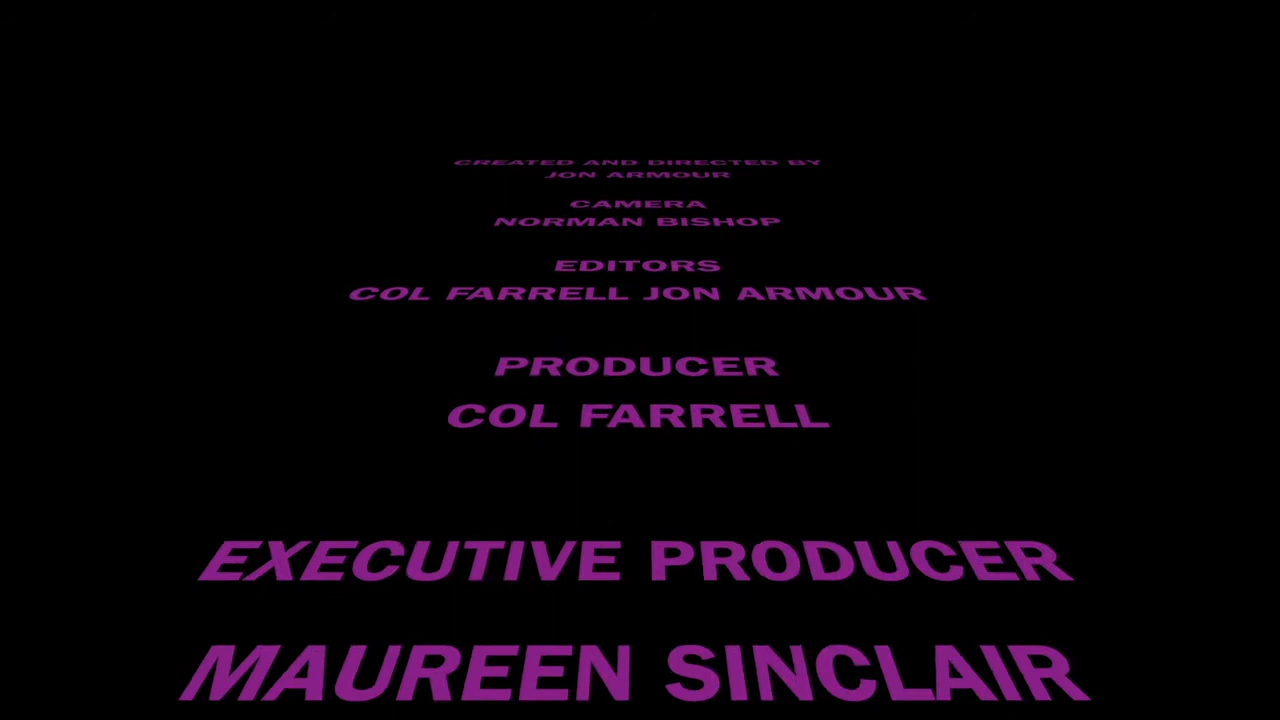 CREATED AND DIRECTED BY
JON ARMOUR
CAMERA
NORMAN BISHOP
EDITORS
COL FARRELL JON ARMOUR
PRODUCER
COL FARRELL
EXECUTIVE PRODUCER
MAUREEN SINCLAIR